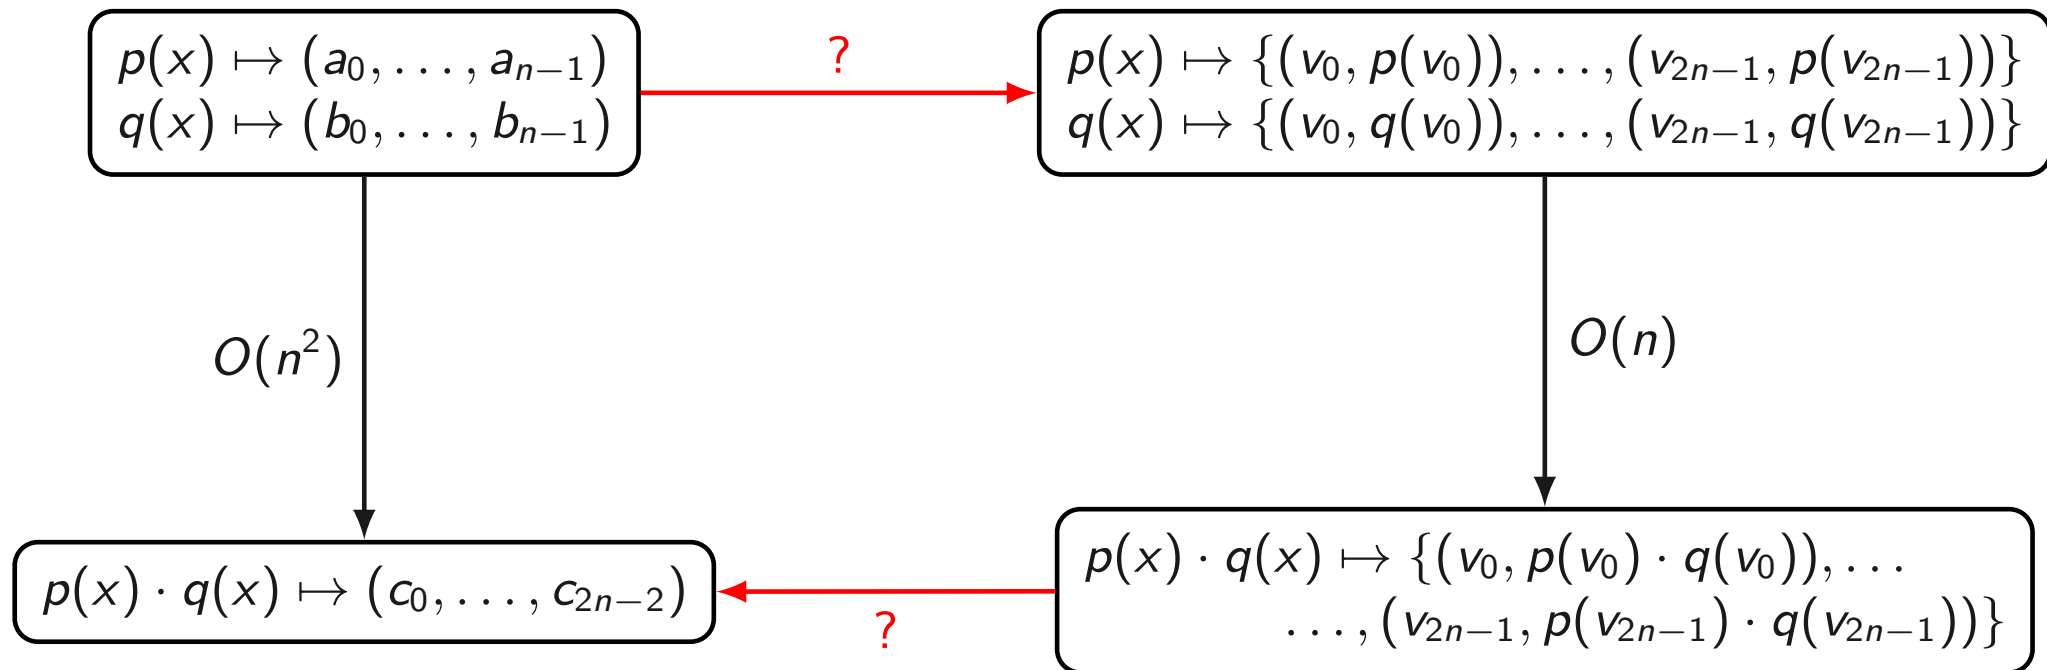 p(x) ↦ (a₀, . . . , aₙ₋₁)
q(x) ↦ (b₀, . . . , bₙ₋₁)
?
p(x) ↦ {(v₀, p(v₀)), . . . , (v₂ₙ₋₁, p(v₂ₙ₋₁))}
q(x) ↦ {(v₀, q(v₀)), . . . , (v₂ₙ₋₁, q(v₂ₙ₋₁))}
O(n²)
O(n)
p(x) · q(x) ↦ (c₀, . . . , c₂ₙ₋₂)
?
p(x) · q(x) ↦ {(v₀, p(v₀) · q(v₀)), . . .
. . . , (v₂ₙ₋₁, p(v₂ₙ₋₁) · q(v₂ₙ₋₁))}